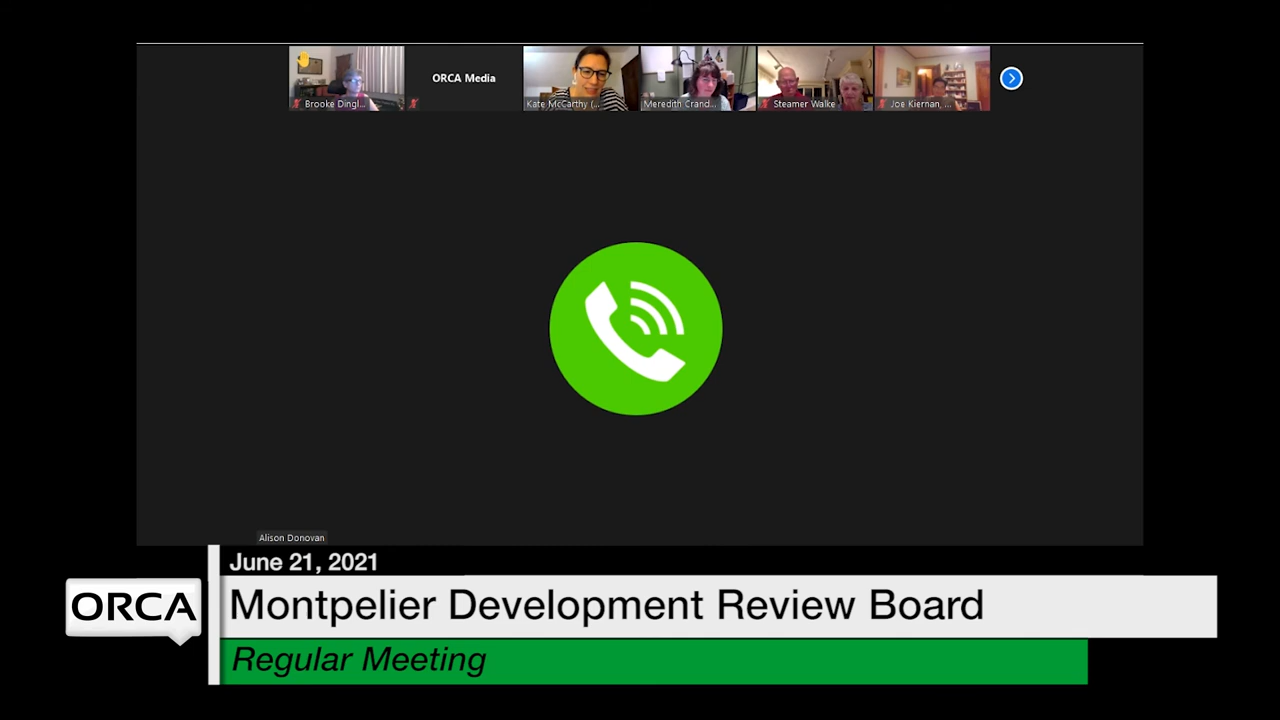 ORCA Media
Brooke Dingl...
Kate McCarthy (...
Meredith Crand...
Steamer Walke
Joe Kiernan, ...
Alison Donovan
June 21, 2021
ORCA
Montpelier Development Review Board
Regular Meeting